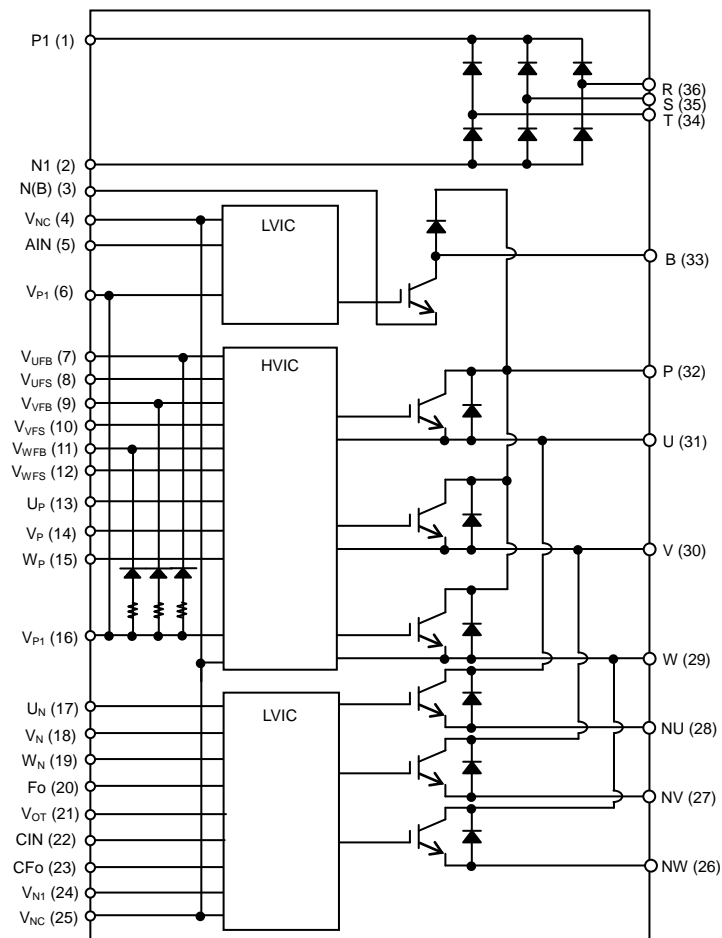 P1 (1)
N1 (2)
N(B) (3)
VNC (4)
AIN (5)
VP1 (6)
VUFB (7)
VUFS (8)
VVFB (9)
VVFS (10)
VWFB (11)
VWFS (12)
UP (13)
VP (14)
WP (15)
VP1 (16)
UN (17)
VN (18)
WN (19)
Fo (20)
VOT (21)
CIN (22)
CFo (23)
VN1 (24)
VNC (25)
LVIC
HVIC
LVIC
R (36)
S (35)
T (34)
B (33)
P (32)
U (31)
V (30)
W (29)
NU (28)
NV (27)
NW (26)